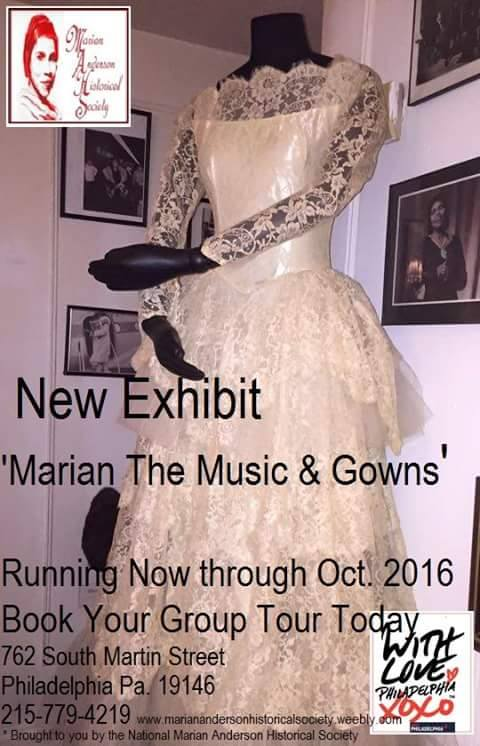 Marian
Anderson
Historical
Society
New Exhibit
'Marian The Music & Gowns'
Running Now through Oct. 2016
Book Your Group Tour Today
762 South Martin Street
Philadelphia Pa. 19146
215-779-4219 www.marianandersonhistoricalsociety.weebly.com
* Brought to you by the National Marian Anderson Historical Society
WITH
LOVE
PHILADELPHIA
XOXO
PHILADELPHIA